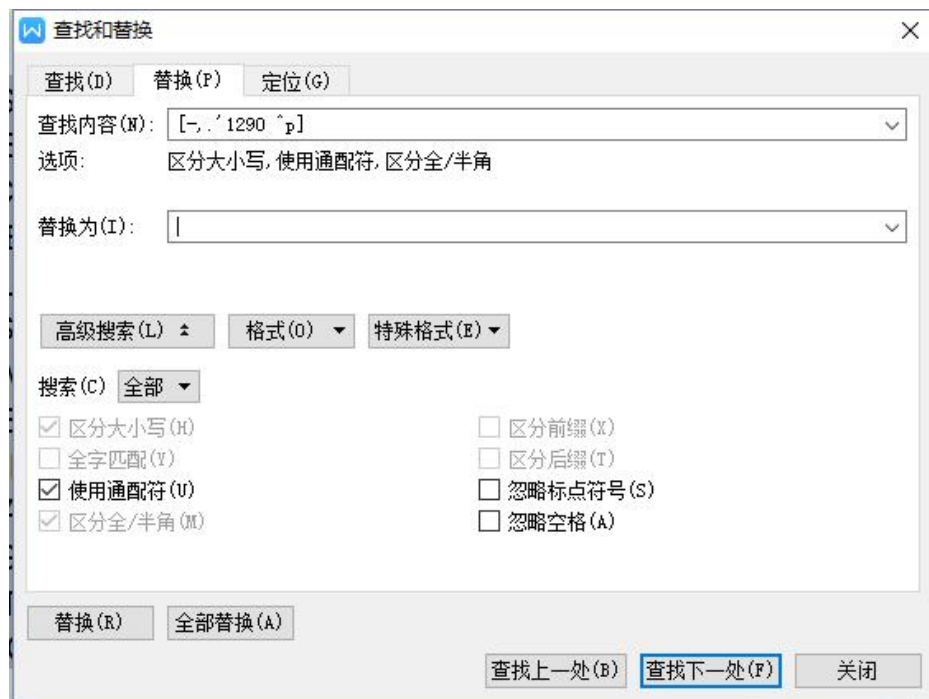 查找和替换
查找(D) 替换(P) 定位(G)
查找内容(N): [-,.'1290 ^p]
选项: 区分大小写,使用通配符,区分全/半角
替换为(I):
高级搜索(L) 格式(O) 特殊格式(E)
搜索(C) 全部
区分大小写(H) 区分前缀(X)
全字匹配(Y) 区分后缀(T)
使用通配符(U) 忽略标点符号(S)
区分全/半角(M) 忽略空格(A)
替换(R) 全部替换(A)
查找上一处(B) 查找下一处(F) 关闭